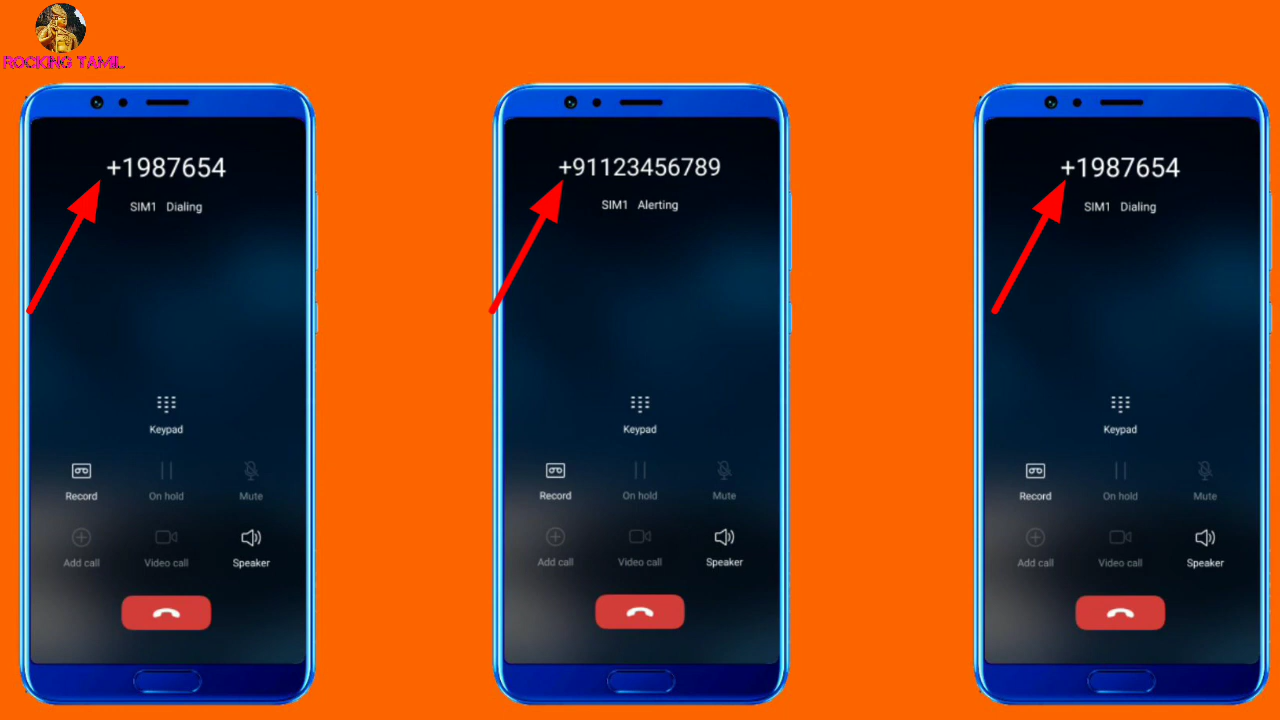 ROCKING TAMIL
+1987654
SIM1 Dialing
Keypad
Record On hold Mute
Add call Video call Speaker
+91123456789
SIM1 Alerting
Keypad
Record On hold Mute
Add call Video call Speaker
+1987654
SIM1 Dialing
Keypad
Record On hold Mute
Add call Video call Speaker